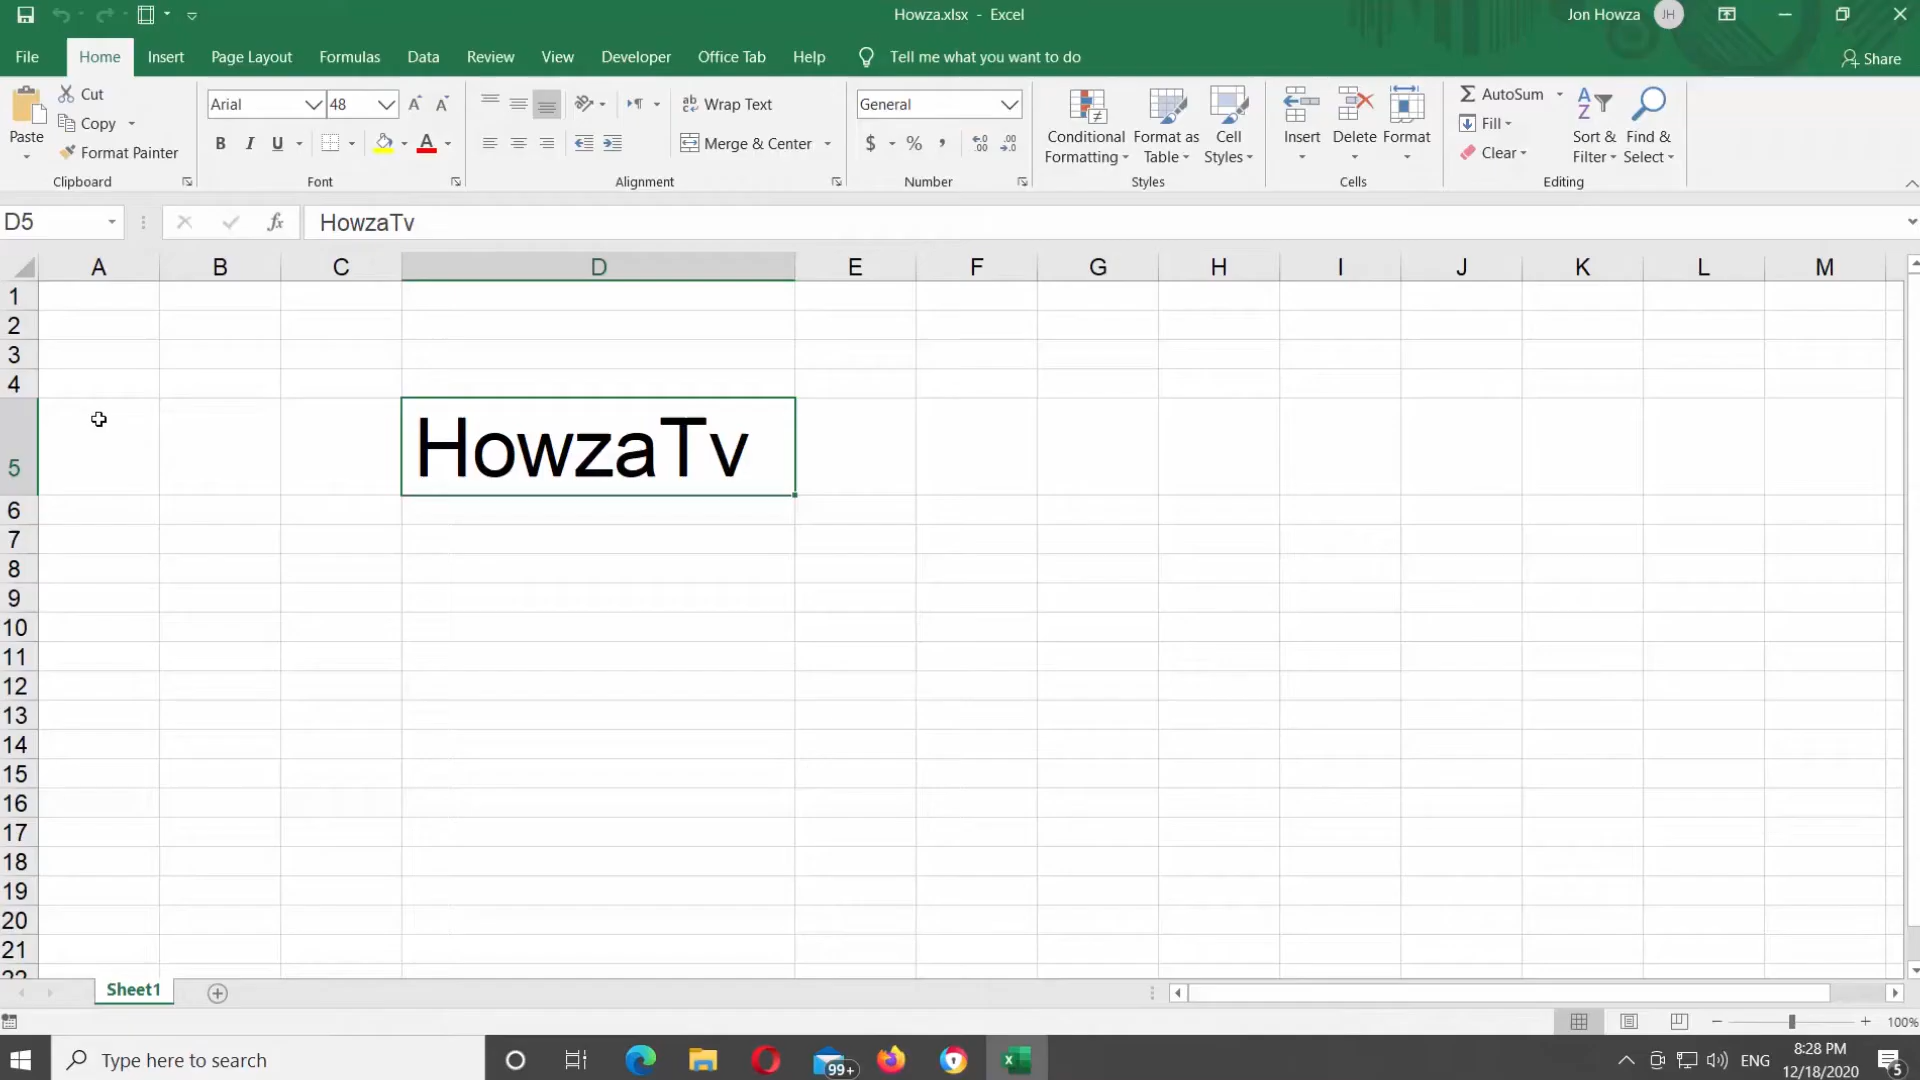 Howza.xlsx - Excel
Jon Howza JH
File Home Insert Page Layout Formulas Data Review View Developer Office Tab Help Tell me what you want to do Share
Paste
Cut
Copy
Format Painter
Clipboard
Arial 48
B I U
Font
Wrap Text
Merge & Center
Alignment
General
$ % ,
Number
Conditional Formatting
Format as Table
Cell Styles
Styles
Insert Delete Format
Cells
AutoSum
Fill
Clear
Sort & Filter
Find & Select
Editing
D5 fx HowzaTv
A B C D E F G H I J K L M
1
2
3
4
5 HowzaTv
6
7
8
9
10
11
12
13
14
15
16
17
18
19
20
21
22
Sheet1
100%
Type here to search
99+
ENG
8:28 PM
12/18/2020
5